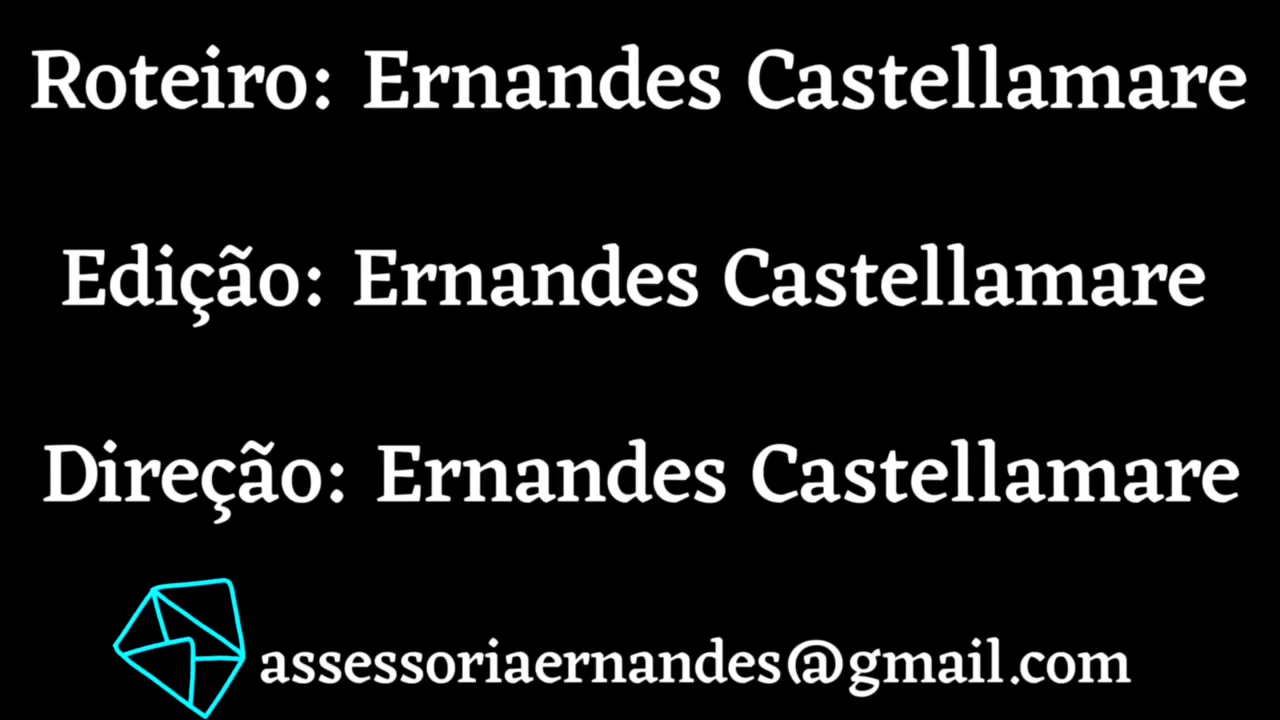 Roteiro: Ernandes Castellamare
Edição: Ernandes Castellamare
Direção: Ernandes Castellamare
assessoriaernandes@gmail.com